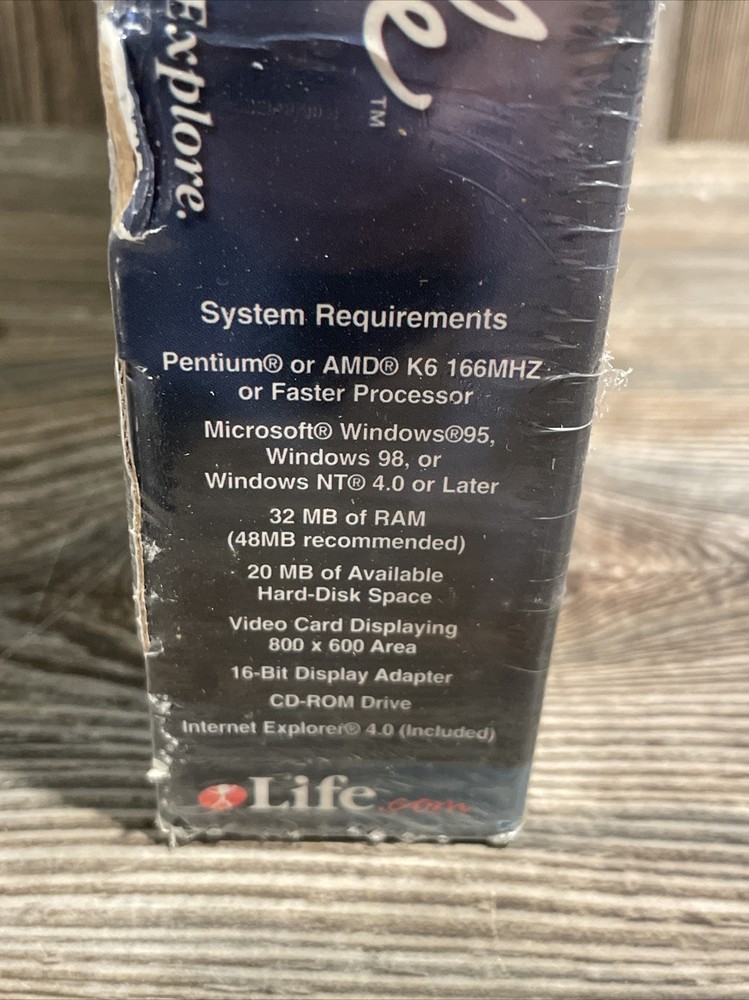 Explore.
e™
System Requirements
Pentium® or AMD® K6 166MHZ
or Faster Processor
Microsoft® Windows®95,
Windows 98, or
Windows NT® 4.0 or Later
32 MB of RAM
(48MB recommended)
20 MB of Available
Hard-Disk Space
Video Card Displaying
800 x 600 Area
16-Bit Display Adapter
CD-ROM Drive
Internet Explorer® 4.0 (Included)
Life.com